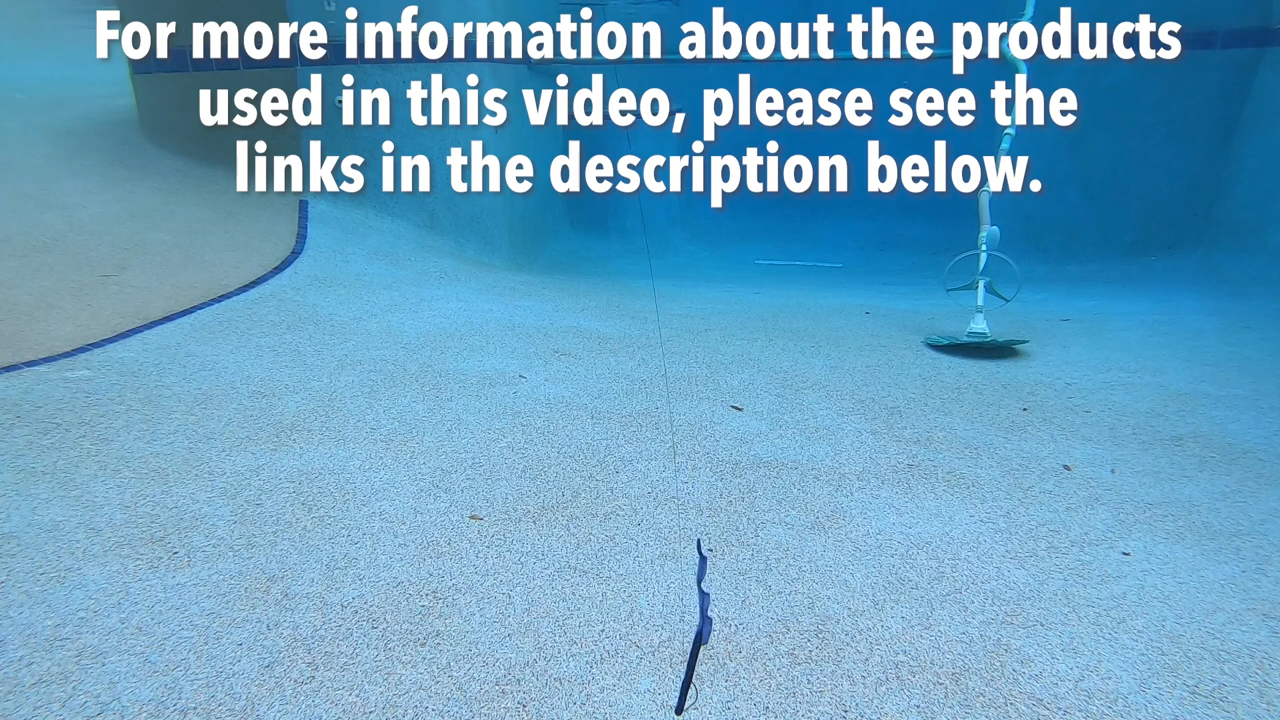 For more information about the products
used in this video, please see the
links in the description below.